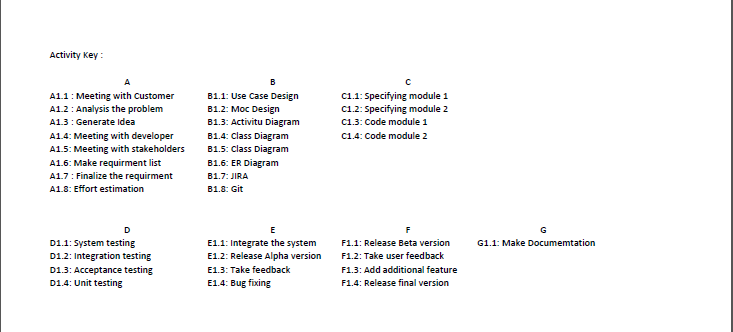 Activity Key :
A
A1.1 : Meeting with Customer
A1.2 : Analysis the problem
A1.3 : Generate Idea
A1.4: Meeting with developer
A1.5: Meeting with stakeholders
A1.6: Make requirment list
A1.7 : Finalize the requirment
A1.8: Effort estimation
B
B1.1: Use Case Design
B1.2: Moc Design
B1.3: Activitu Diagram
B1.4: Class Diagram
B1.5: Class Diagram
B1.6: ER Diagram
B1.7: JIRA
B1.8: Git
C
C1.1: Specifying module 1
C1.2: Specifying module 2
C1.3: Code module 1
C1.4: Code module 2
D
D1.1: System testing
D1.2: Integration testing
D1.3: Acceptance testing
D1.4: Unit testing
E
E1.1: Integrate the system
E1.2: Release Alpha version
E1.3: Take feedback
E1.4: Bug fixing
F
F1.1: Release Beta version
F1.2: Take user feedback
F1.3: Add additional feature
F1.4: Release final version
G
G1.1: Make Documemtation